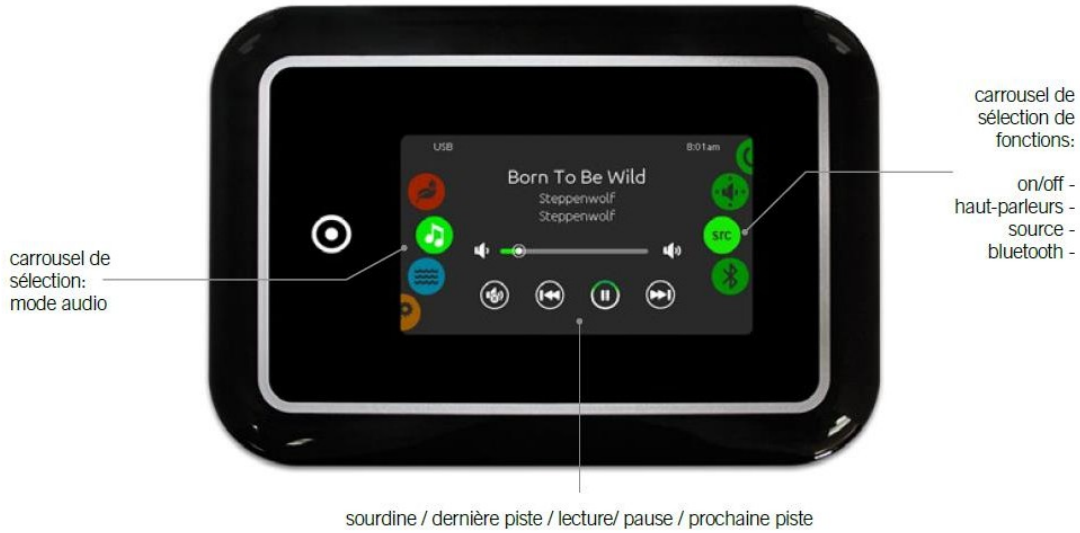 USB
8:01am
Born To Be Wild
Steppenwolf
Steppenwolf
src
carrousel de
sélection:
mode audio
carrousel de
sélection de
fonctions:
on/off -
haut-parleurs -
source -
bluetooth -
sourdine / dernière piste / lecture/ pause / prochaine piste